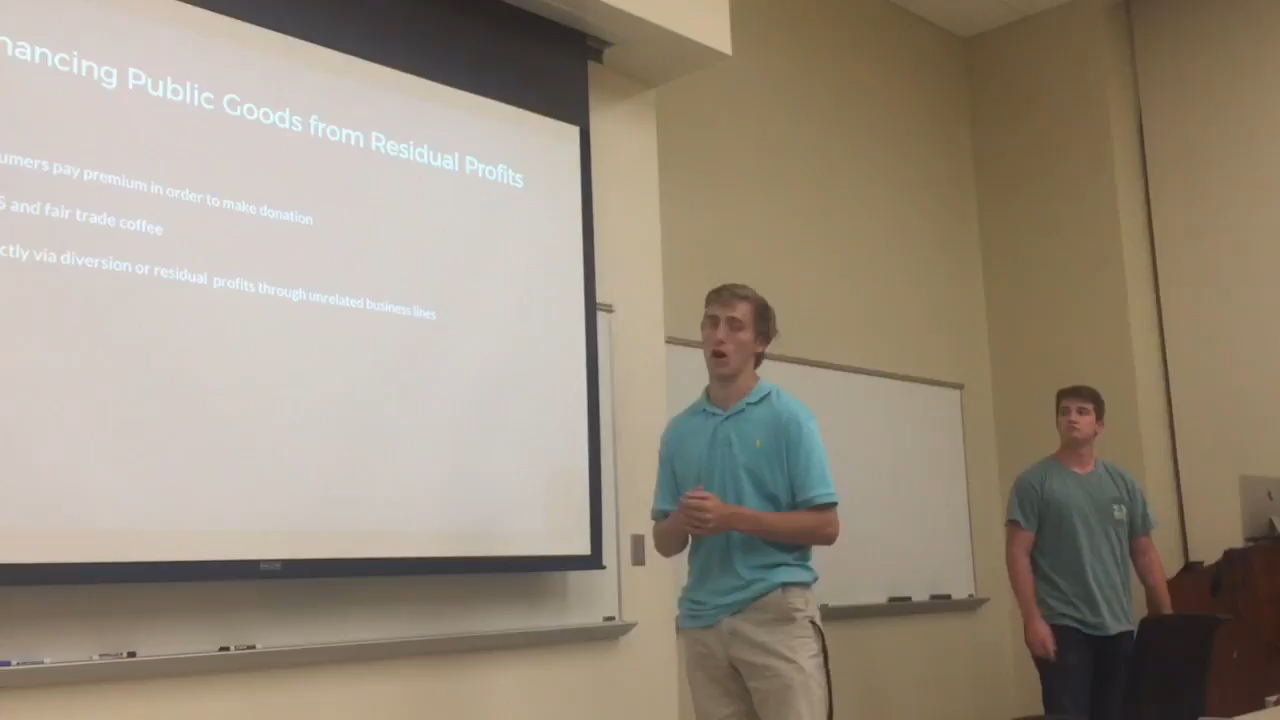 nancing Public Goods from Residual Profits
umers pay premium in order to make donation
S and fair trade coffee
ctly via diversion or residual profits through unrelated business lines